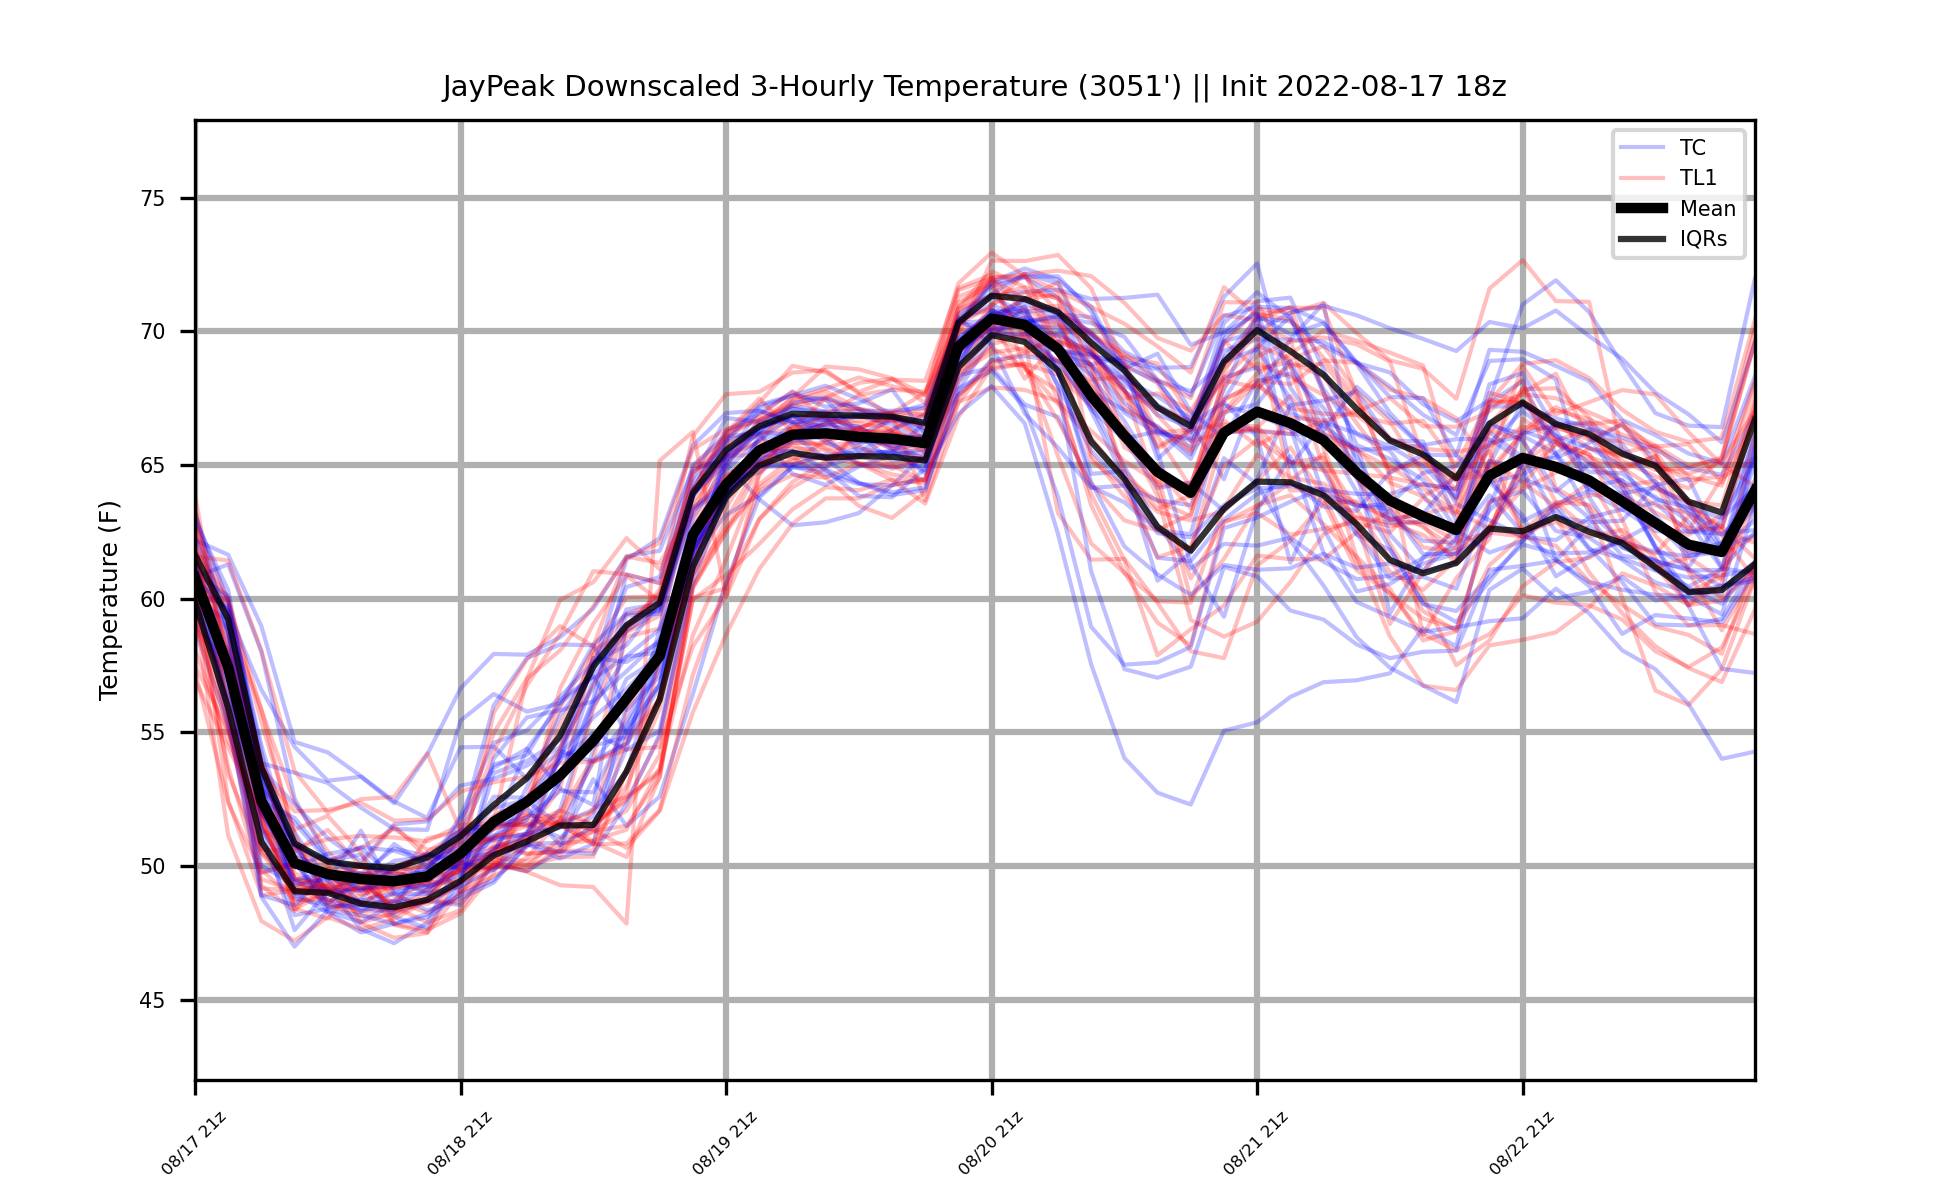 JayPeak Downscaled 3-Hourly Temperature (3051') || Init 2022-08-17 18z
TC
TL1
Mean
IQRs
75
70
65
60
55
50
45
Temperature (F)
08/17 21z
08/18 21z
08/19 21z
08/20 21z
08/21 21z
08/22 21z